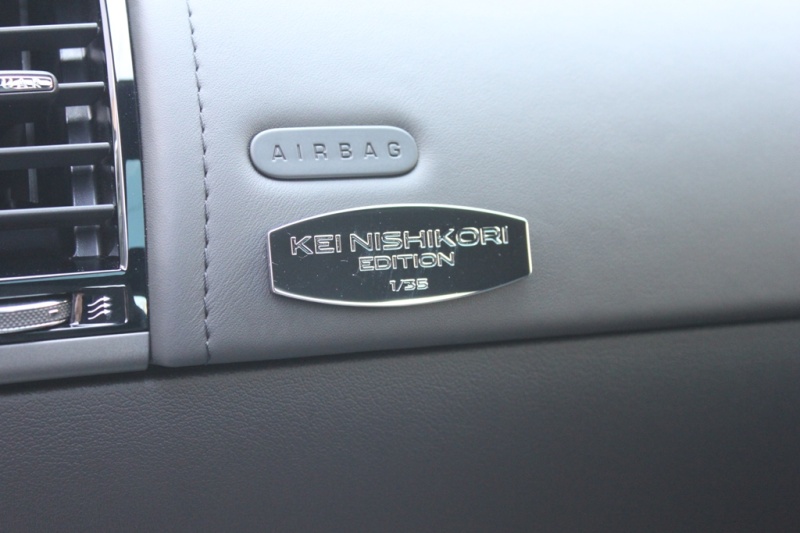 AIRBAG
KEI NISHIKORI
EDITION
1/35